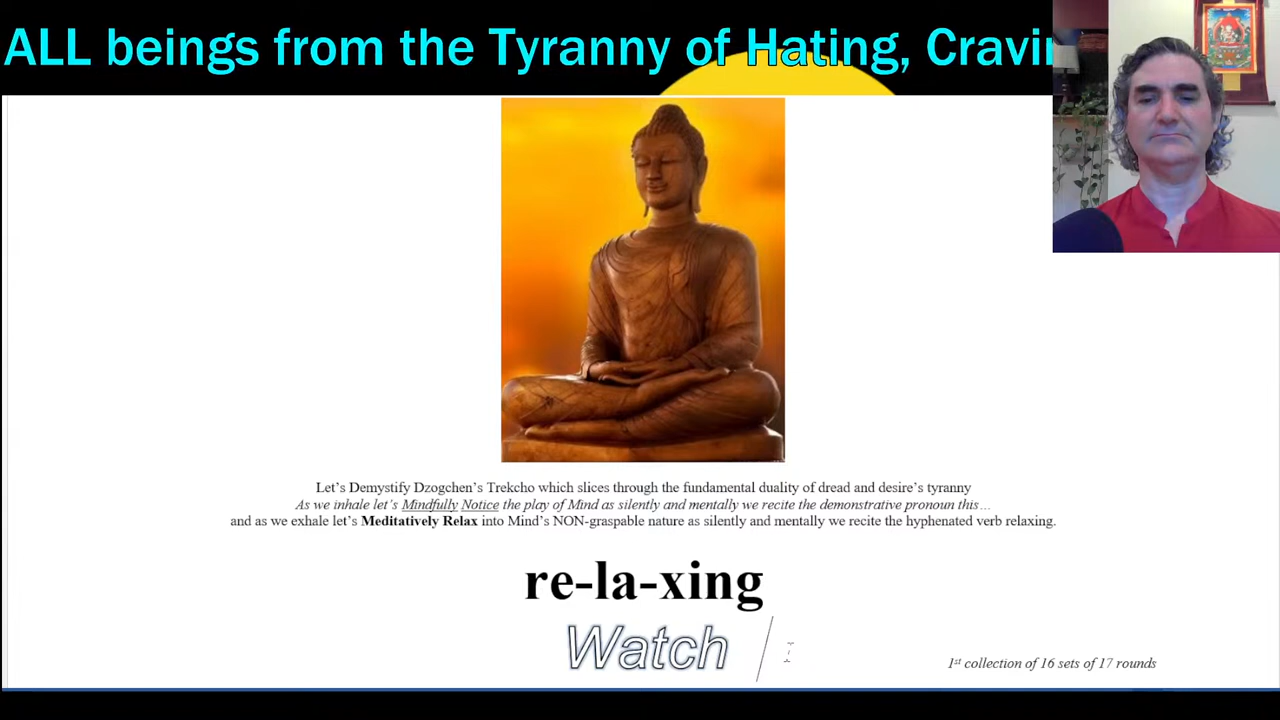 ALL beings from the Tyranny of Hating, Cravin
Let's Demystify Dzogchen's Trekcho which slices through the fundamental duality of dread and desire's tyranny
As we inhale let's Mindfully Notice the play of Mind as silently and mentally we recite the demonstrative pronoun this…
and as we exhale let's Meditatively Relax into Mind's NON-graspable nature as silently and mentally we recite the hyphenated verb relaxing.
re-la-xing
Watch
1st collection of 16 sets of 17 rounds